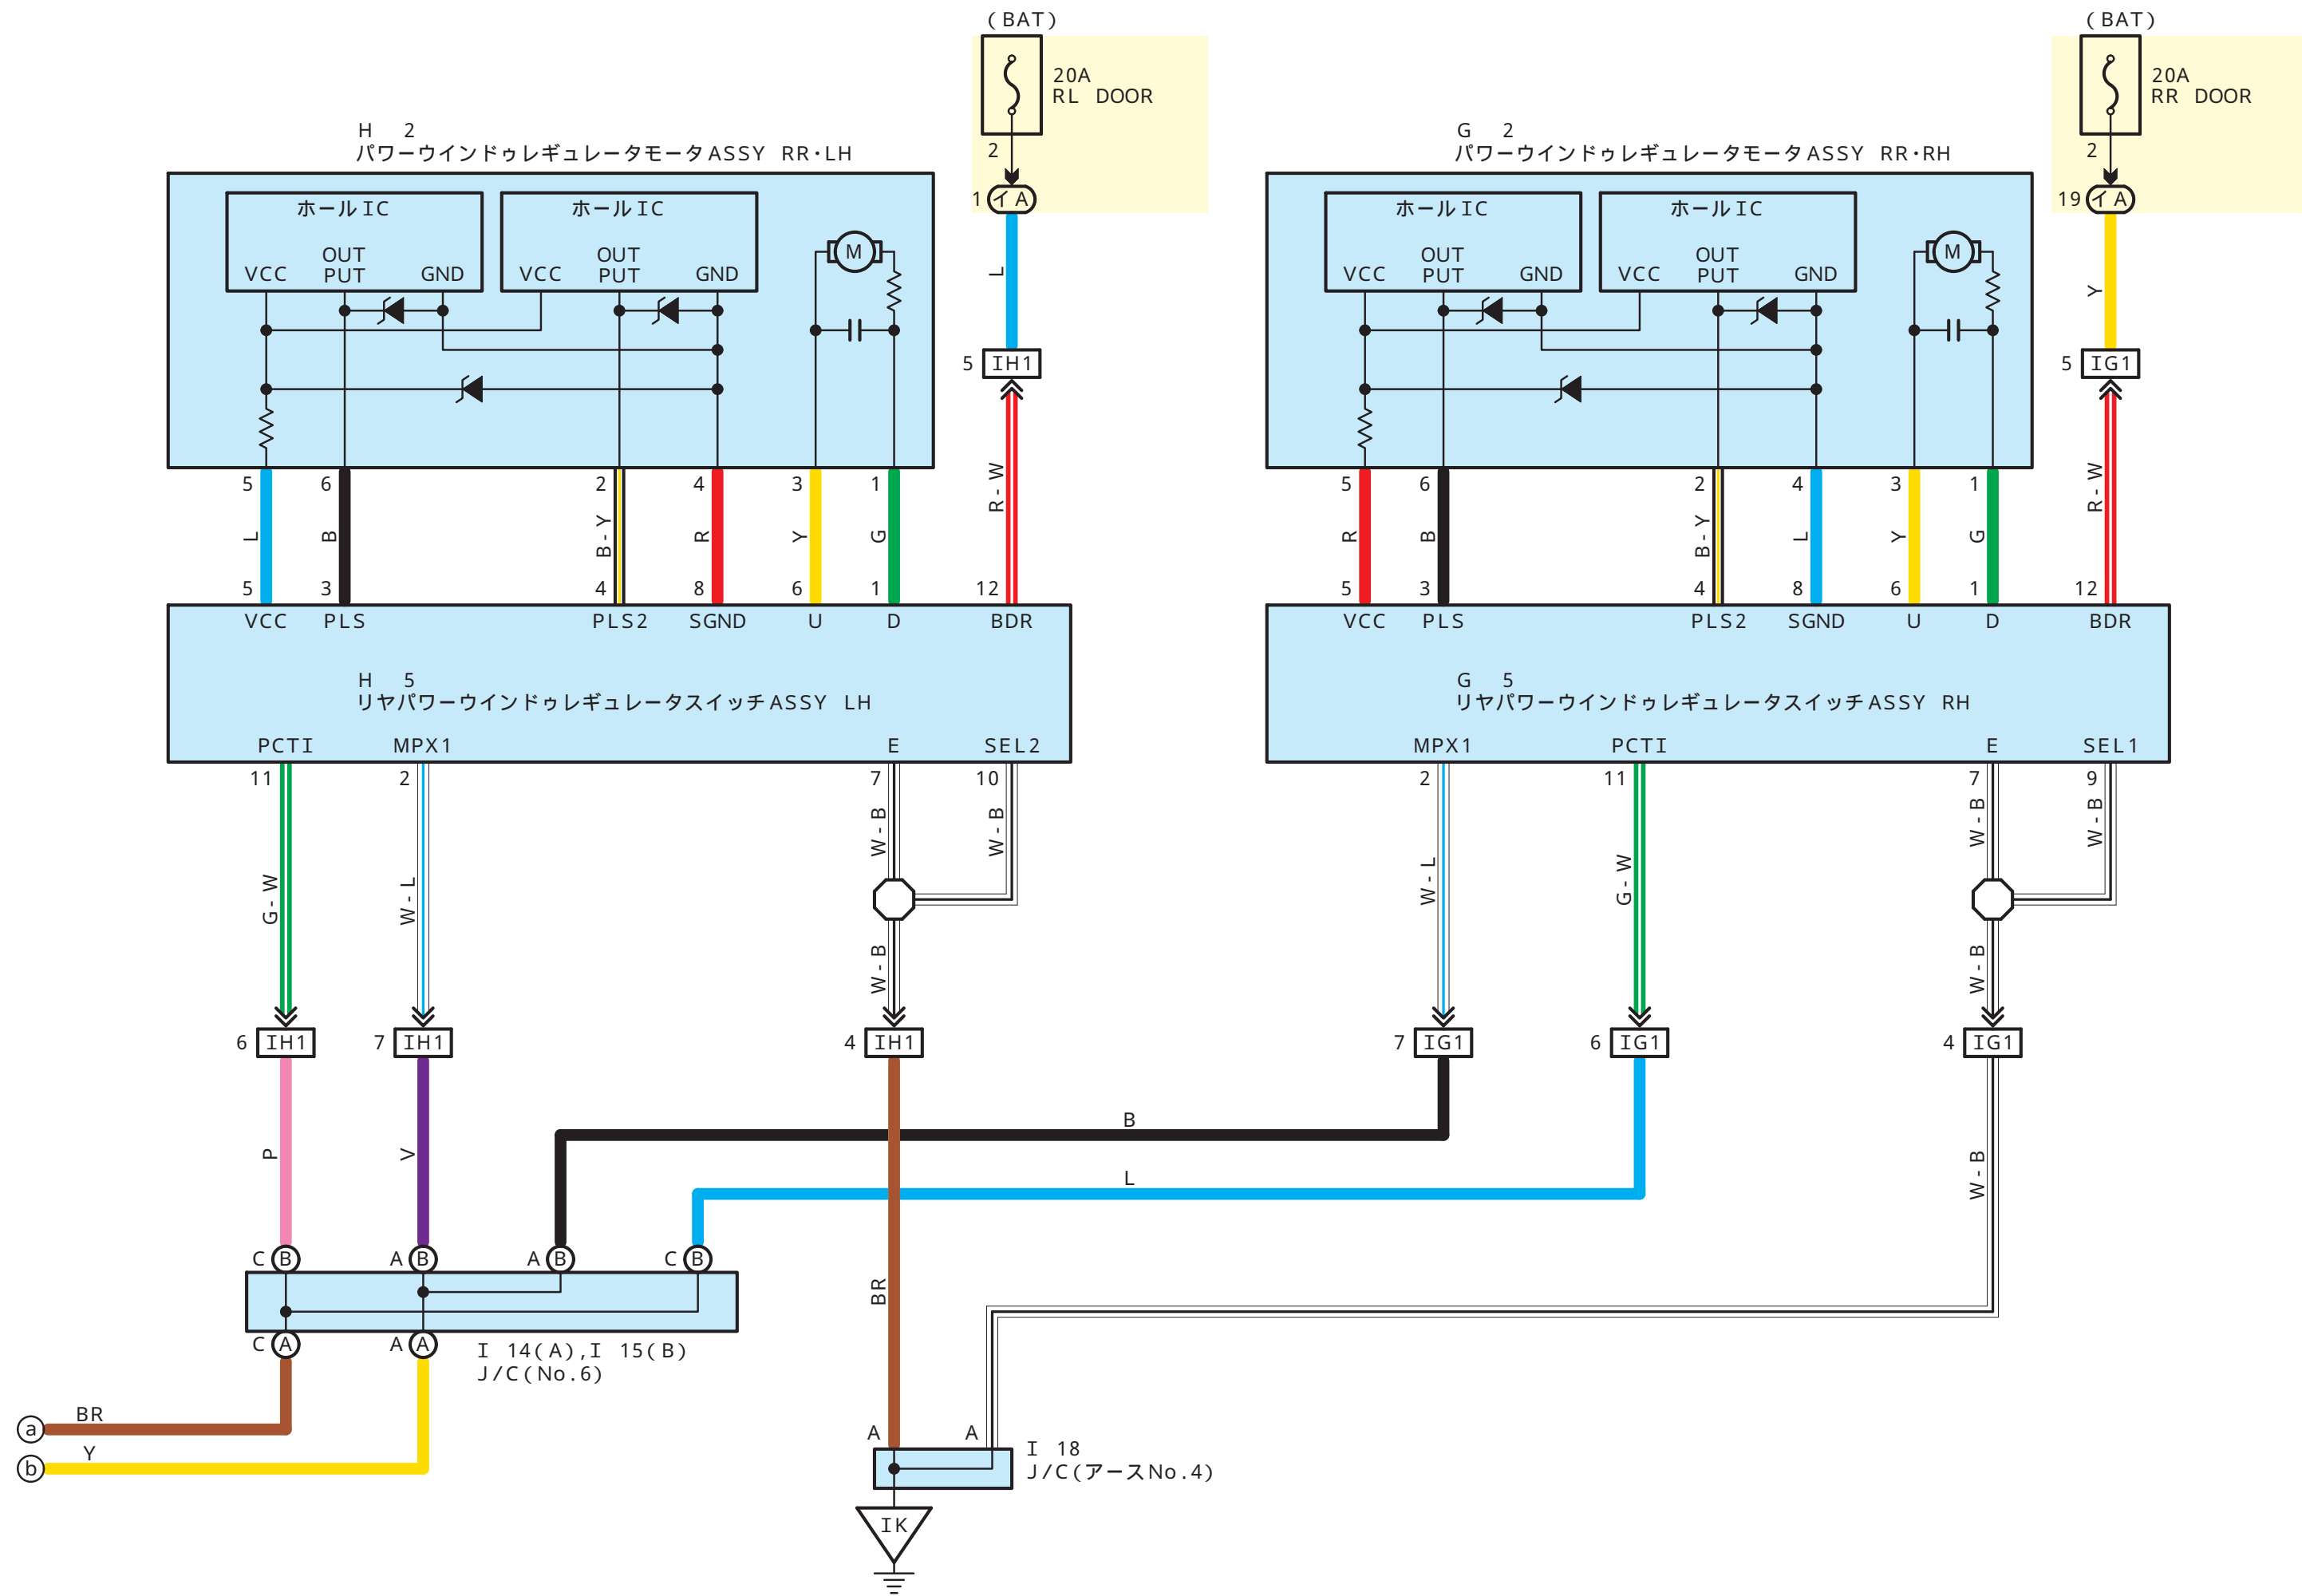 (BAT)
20A
RL DOOR
2
1 イA
L
5 IH1
R-W
H 2
パワーウインドゥレギュレータモータASSY RR・LH
ホールIC
VCC
OUT
PUT
GND
ホールIC
VCC
OUT
PUT
GND
M
5
6
2
4
3
1
L
B
B-Y
R
Y
G
5
3
4
8
6
1
12
VCC
PLS
PLS2
SGND
U
D
BDR
H 5
リヤパワーウインドゥレギュレータスイッチASSY LH
PCTI
MPX1
E
SEL2
11
2
7
10
G-W
W-L
W-B
W-B
W-B
6 IH1
7 IH1
4 IH1
(BAT)
20A
RR DOOR
2
19 イA
Y
5 IG1
R-W
G 2
パワーウインドゥレギュレータモータASSY RR・RH
ホールIC
VCC
OUT
PUT
GND
ホールIC
VCC
OUT
PUT
GND
M
5
6
2
4
3
1
R
B
B-Y
L
Y
G
5
3
4
8
6
1
12
VCC
PLS
PLS2
SGND
U
D
BDR
G 5
リヤパワーウインドゥレギュレータスイッチASSY RH
MPX1
PCTI
E
SEL1
2
11
7
9
W-L
G-W
W-B
W-B
W-B
7 IG1
6 IG1
4 IG1
P
V
B
L
BR
W-B
C B
A B
A B
C B
C A
A A
I 14(A),I 15(B)
J/C(No.6)
a
BR
b
Y
A
A
I 18
J/C(アースNo.4)
IK